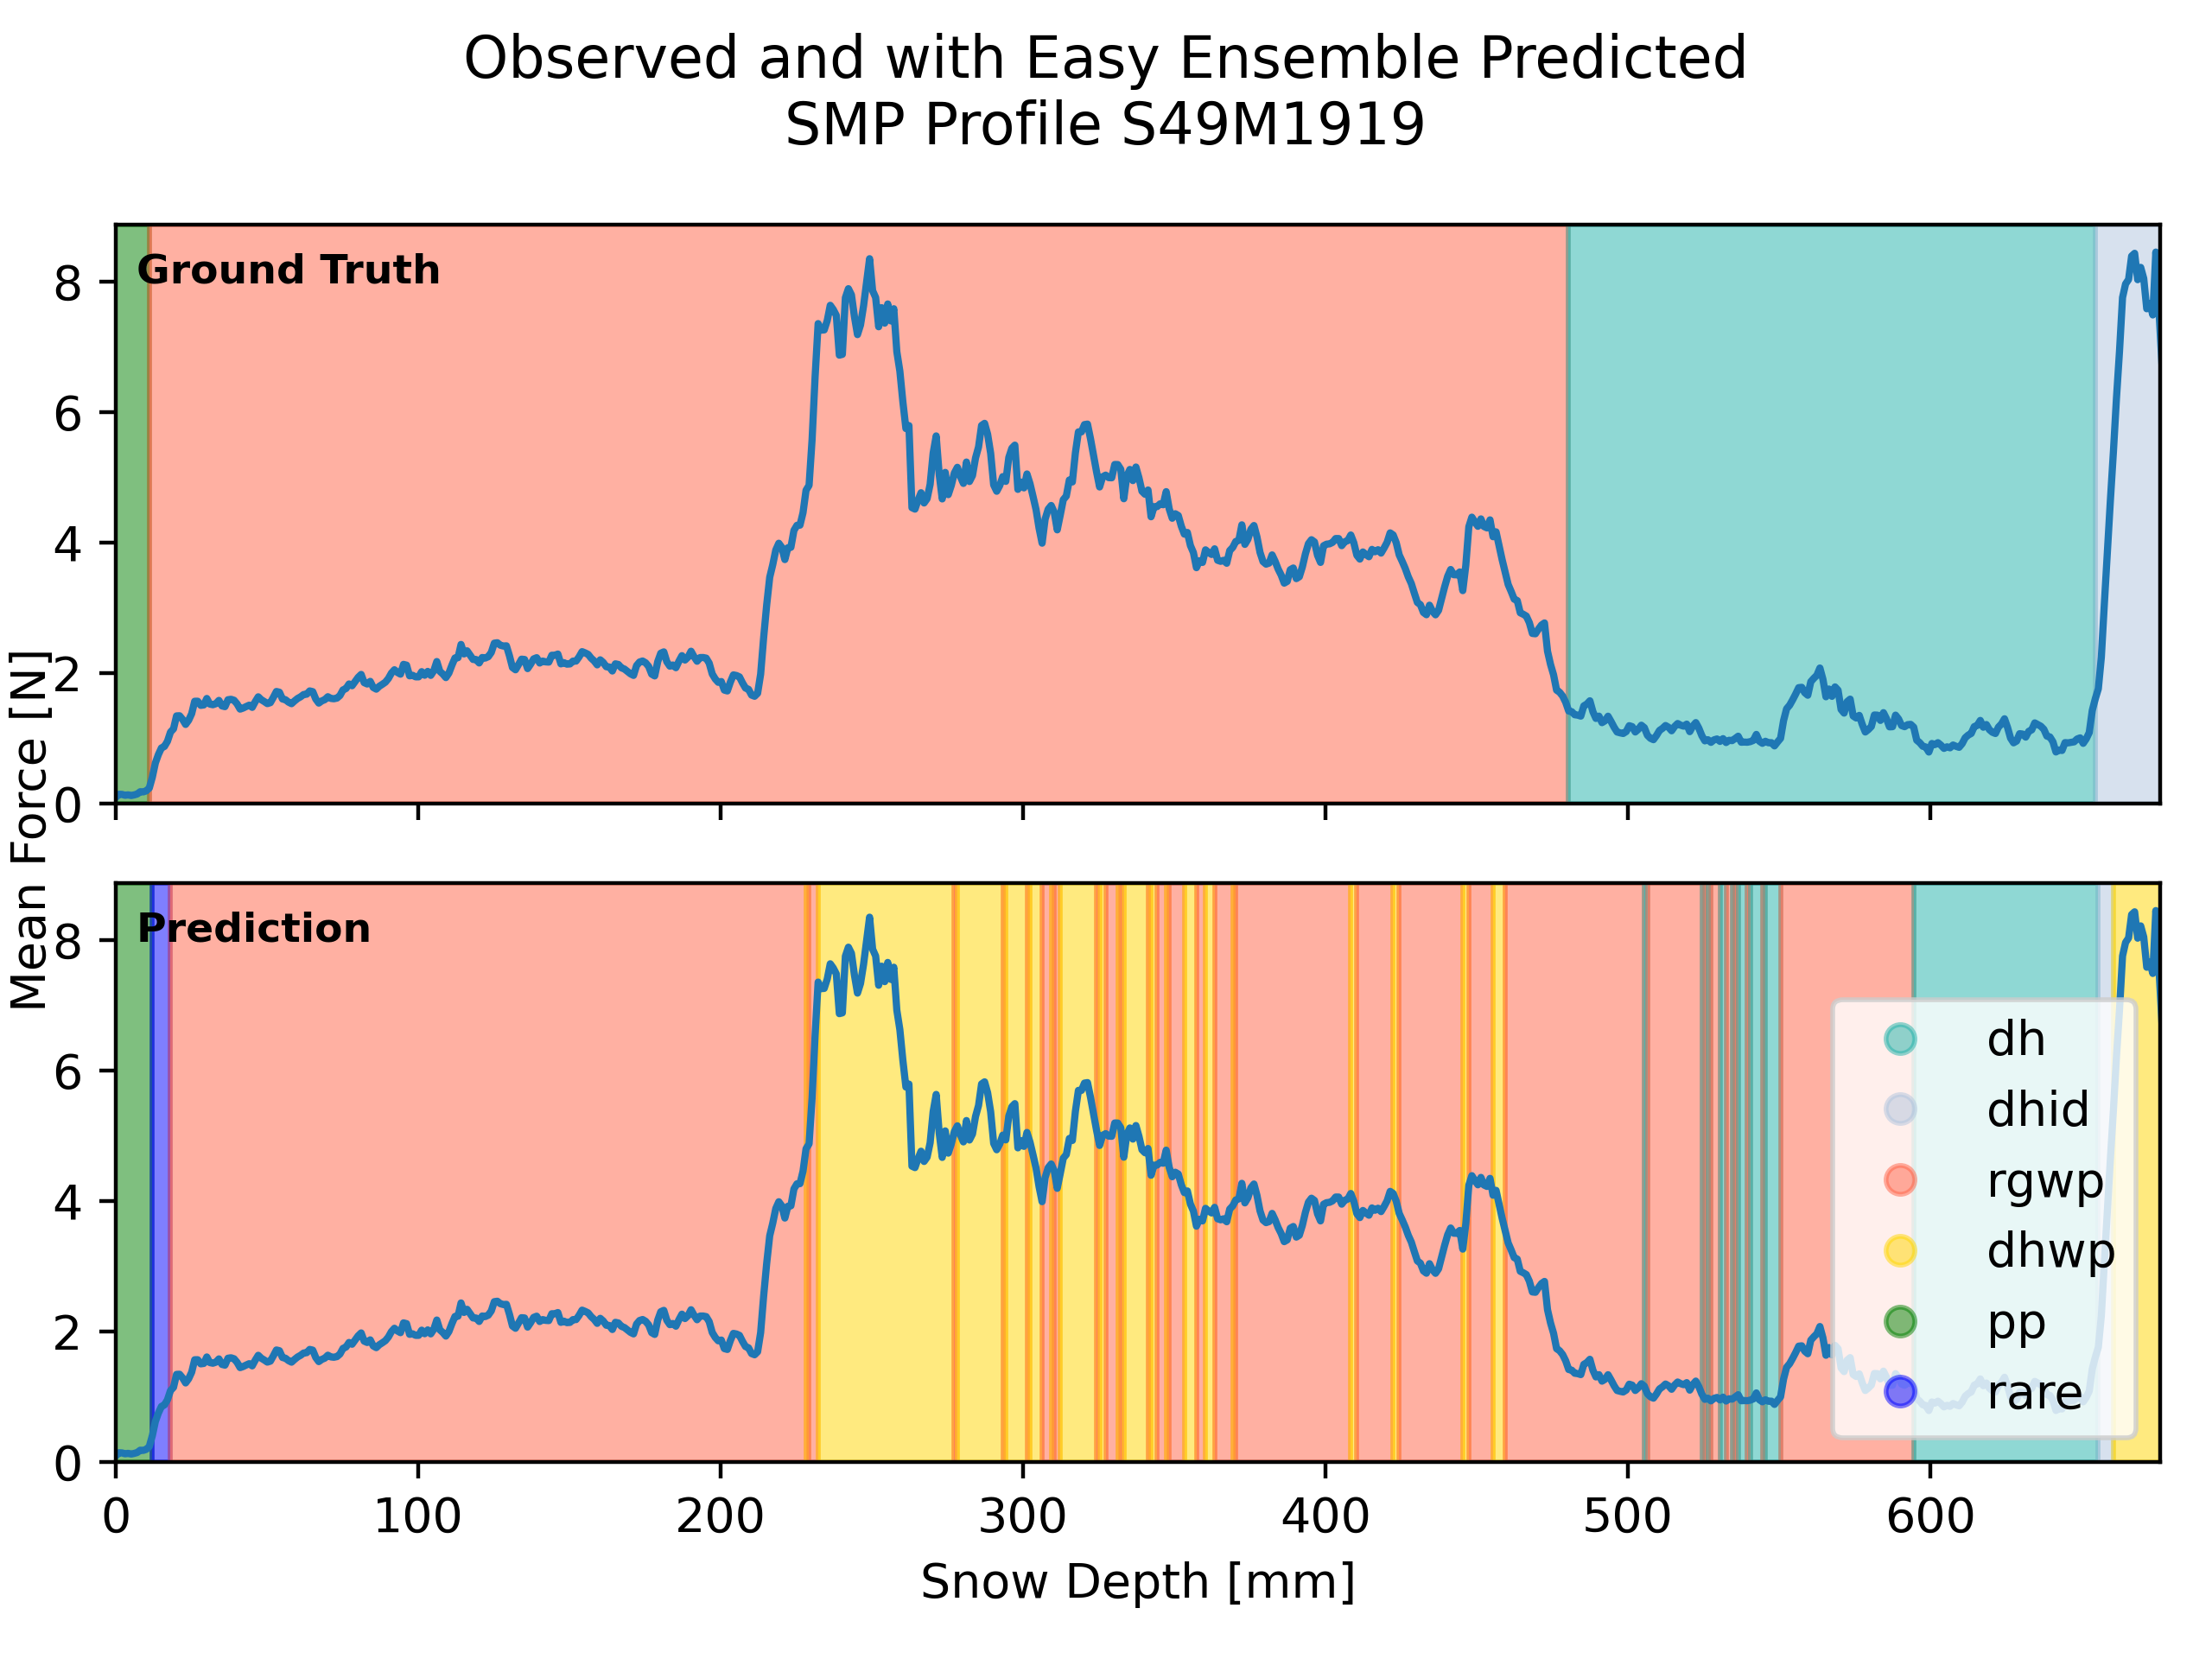 Observed and with Easy Ensemble Predicted
SMP Profile S49M1919
Mean Force [N]
Ground Truth
8
6
4
2
0
Prediction
8
6
4
2
0
dh
dhid
rgwp
dhwp
pp
rare
0 100 200 300 400 500 600
Snow Depth [mm]